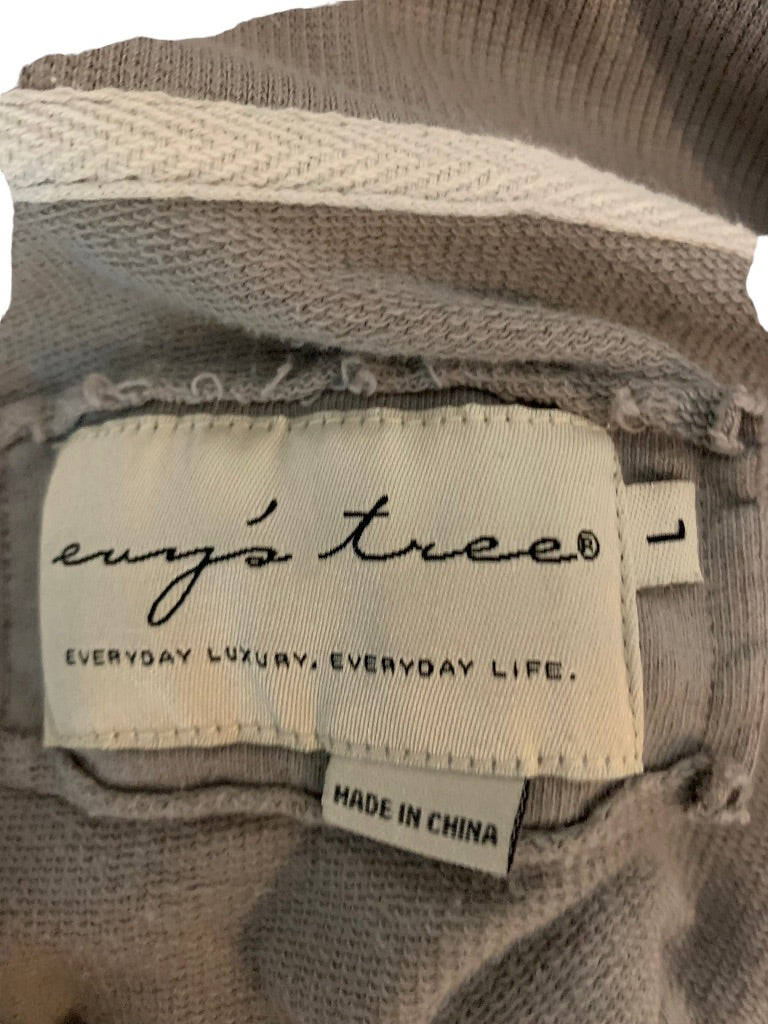 evy's tree®
L
EVERYDAY LUXURY. EVERYDAY LIFE.
MADE IN CHINA